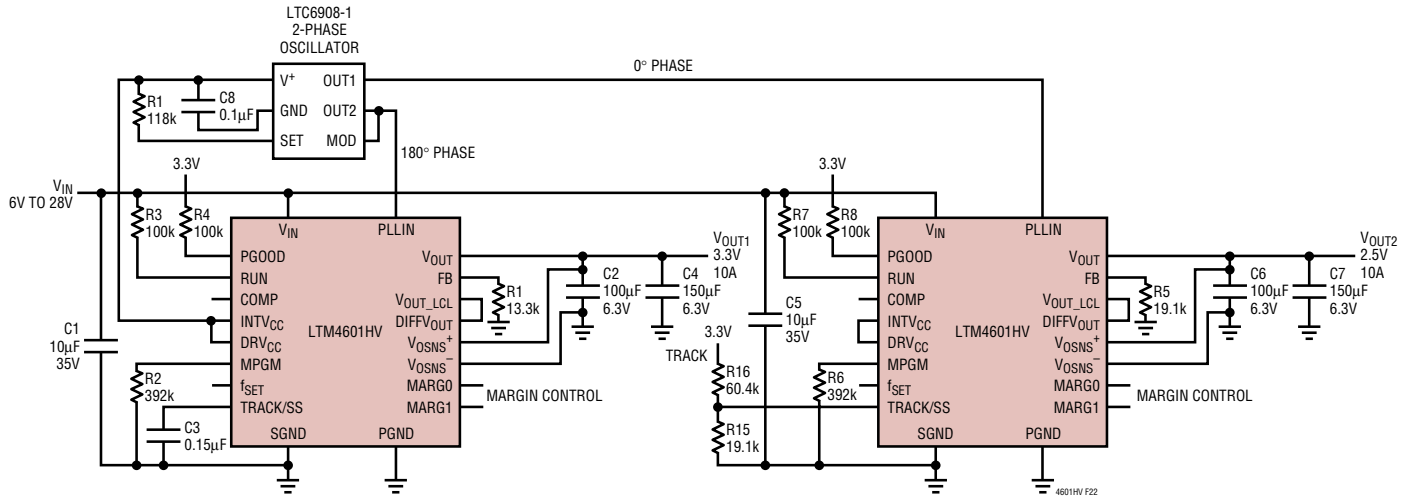 LTC6908-1
2-PHASE
OSCILLATOR
V+
OUT1
GND
OUT2
SET
MOD
R1
118k
C8
0.1µF
0° PHASE
180° PHASE
VIN
6V TO 28V
3.3V
R3
100k
R4
100k
VIN
PLLIN
PGOOD
RUN
COMP
INTVCC
DRVCC
MPGM
fSET
TRACK/SS
SGND
PGND
LTM4601HV
VOUT
FB
VOUT_LCL
DIFFVOUT
VOSNS+
VOSNS–
MARG0
MARG1
C1
10µF
35V
R2
392k
C3
0.15µF
R1
13.3k
C2
100µF
6.3V
C4
150µF
6.3V
VOUT1
3.3V
10A
MARGIN CONTROL
3.3V
R7
100k
R8
100k
C5
10µF
35V
3.3V
TRACK
R16
60.4k
R15
19.1k
R6
392k
VIN
PLLIN
PGOOD
RUN
COMP
INTVCC
DRVCC
MPGM
fSET
TRACK/SS
SGND
PGND
LTM4601HV
VOUT
FB
VOUT_LCL
DIFFVOUT
VOSNS+
VOSNS–
MARG0
MARG1
R5
19.1k
C6
100µF
6.3V
C7
150µF
6.3V
VOUT2
2.5V
10A
MARGIN CONTROL
4601HV F22